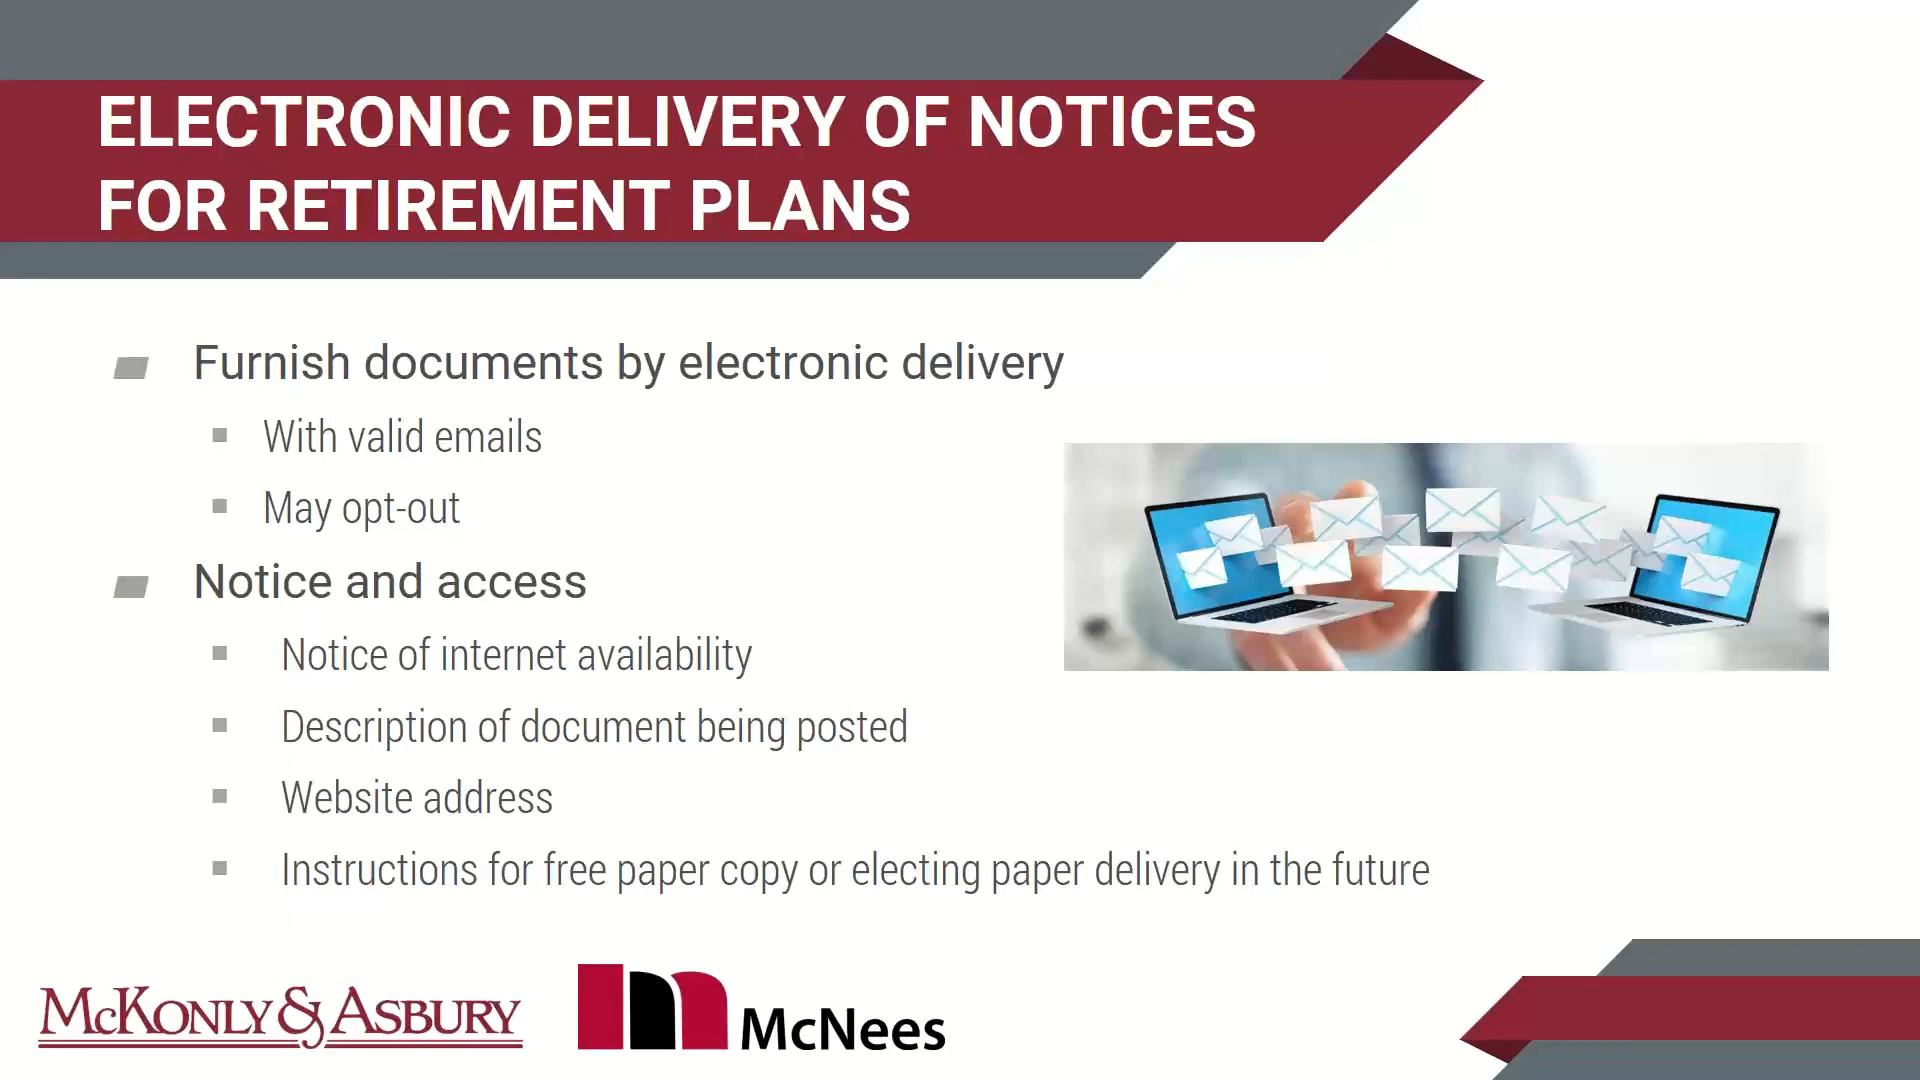 ELECTRONIC DELIVERY OF NOTICES
FOR RETIREMENT PLANS
Furnish documents by electronic delivery
With valid emails
May opt-out
Notice and access
Notice of internet availability
Description of document being posted
Website address
Instructions for free paper copy or electing paper delivery in the future
McKONLY & ASBURY
McNees